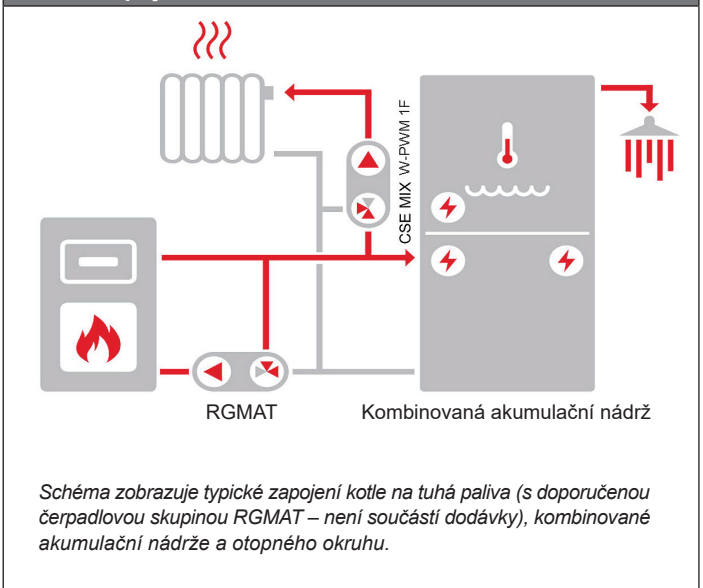 CSE MIX W-PWM 1F
RGMAT
Kombinovaná akumulační nádrž
Schéma zobrazuje typické zapojení kotle na tuhá paliva (s doporučenou
čerpadlovou skupinou RGMAT – není součástí dodávky), kombinované
akumulační nádrže a otopného okruhu.